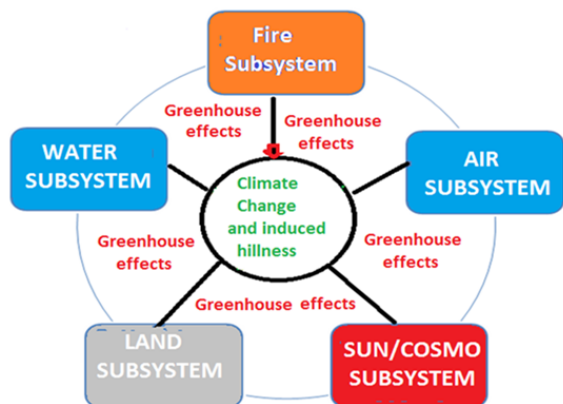 Fire
Subsystem
Greenhouse
effects
Greenhouse
effects
WATER
SUBSYSTEM
AIR
SUBSYSTEM
Climate
Change
and induced
hillness
Greenhouse
effects
Greenhouse
effects
Greenhouse effects
LAND
SUBSYSTEM
SUN/COSMO
SUBSYSTEM